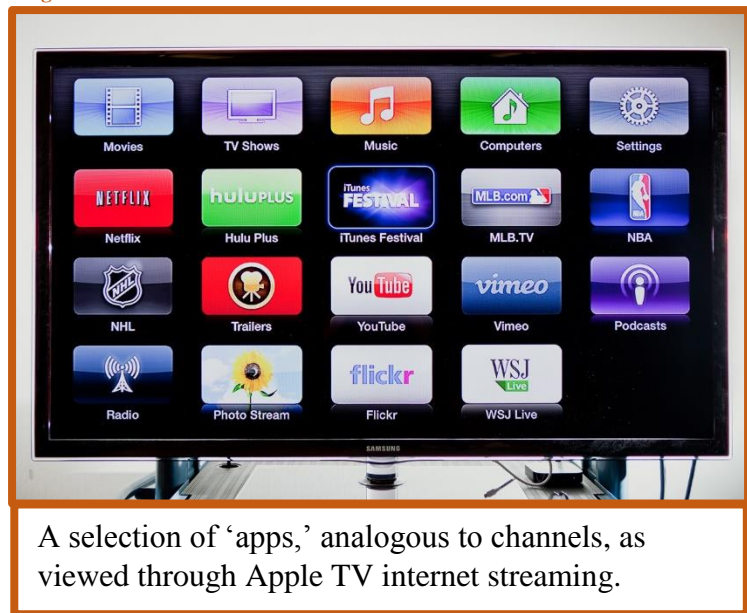 Movies TV Shows Music Computers Settings
NETFLIX huluPLUS iTunes FESTIVAL MLB.com
Netflix Hulu Plus iTunes Festival MLB.TV NBA
NHL You Tube vimeo
NHL Trailers YouTube Vimeo Podcasts
flickr WSJ Live
Radio Photo Stream Flickr WSJ Live
SAMSUNG
A selection of ‘apps,’ analogous to channels, as
viewed through Apple TV internet streaming.